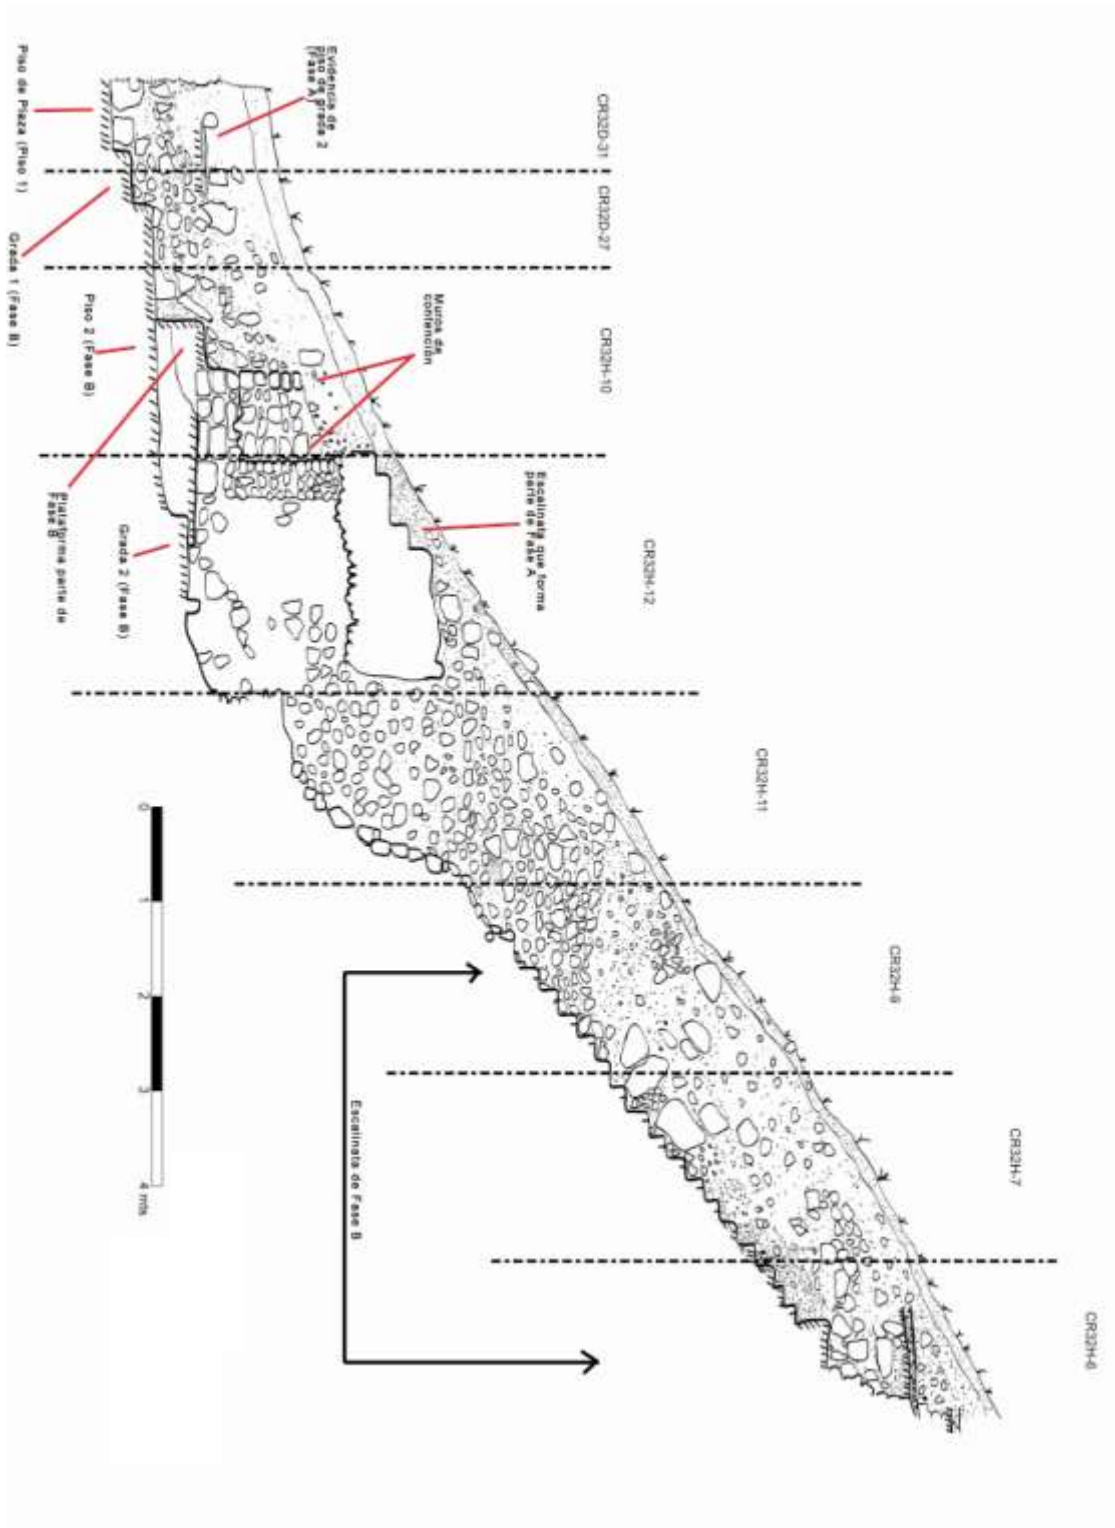 CR32D-31
CR32D-27
CR32H-10
CR32H-12
CR32H-11
CR32H-9
CR32H-7
CR32H-6
Evidencia de
piso de grada 2
(Fase A)
Muros de
contención
Escalinata que forma
parte de Fase A
Piso de Plaza (Piso 1)
Grada 1 (Fase B)
Piso 2 (Fase B)
Plataforma parte de
Fase B
Grada 2 (Fase B)
Escalinata de Fase B
0
1
2
3
4 mts